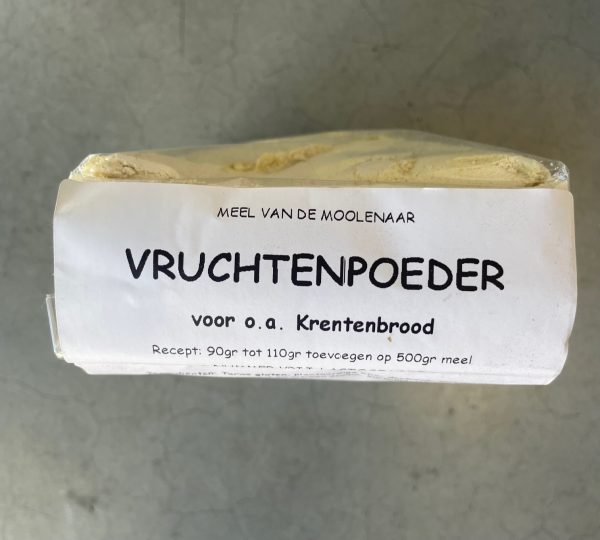 MEEL VAN DE MOOLENAAR
VRUCHTENPOEDER
voor o.a. Krentenbrood
Recept: 90gr tot 110gr toevoegen op 500gr meel